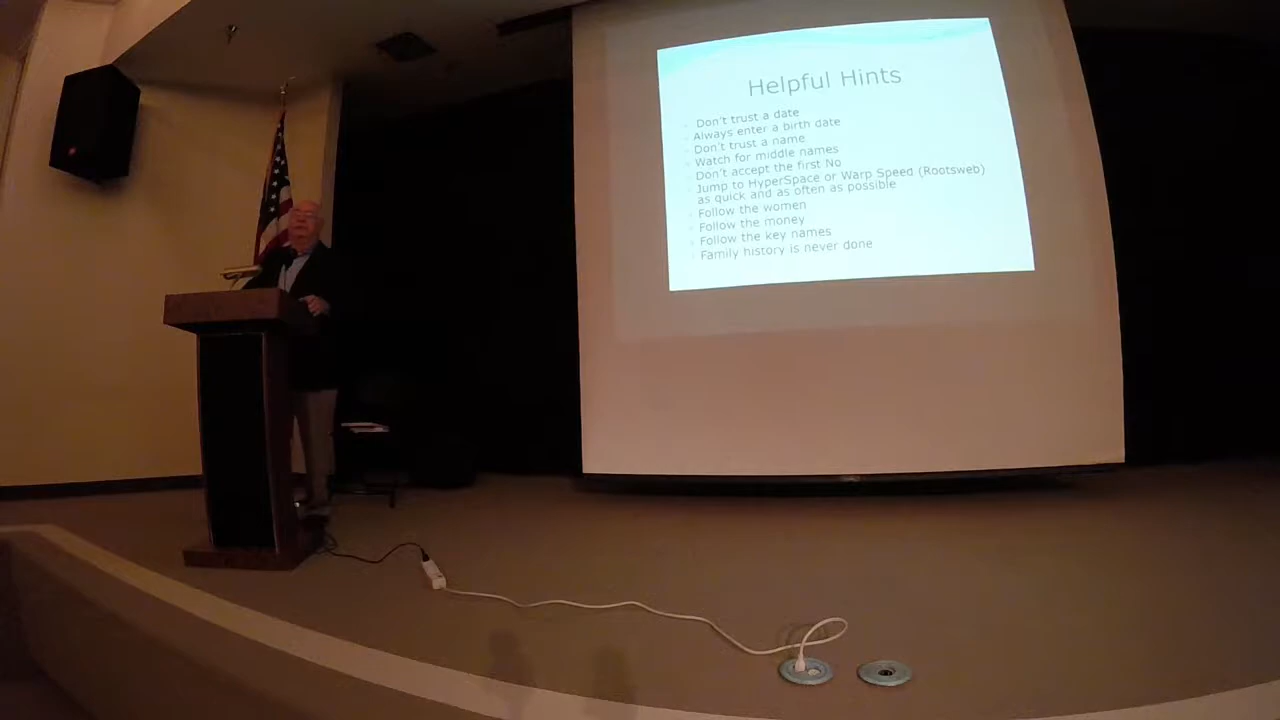 Helpful Hints
Don't trust a date
Always enter a birth date
Don't trust a name
Watch for middle names
Don't accept the first No
Jump to HyperSpace or Warp Speed (Rootsweb)
as quick and as often as possible
Follow the women
Follow the money
Follow the key names
Family history is never done